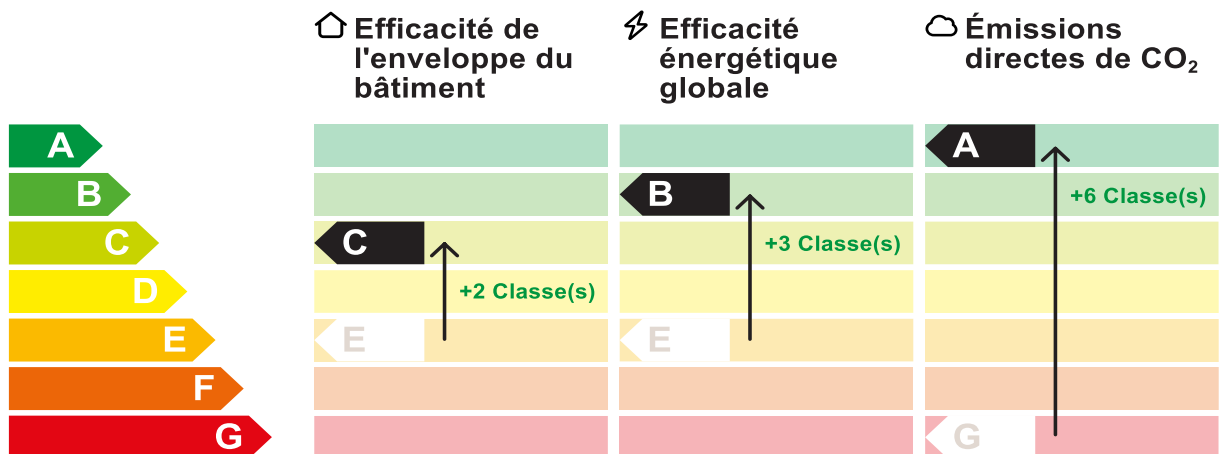 Efficacité de
l'enveloppe du
bâtiment
Efficacité
énergétique
globale
Émissions
directes de CO₂
A
B
C
D
E
F
G
C
+2 Classe(s)
E
B
+3 Classe(s)
E
A
+6 Classe(s)
G